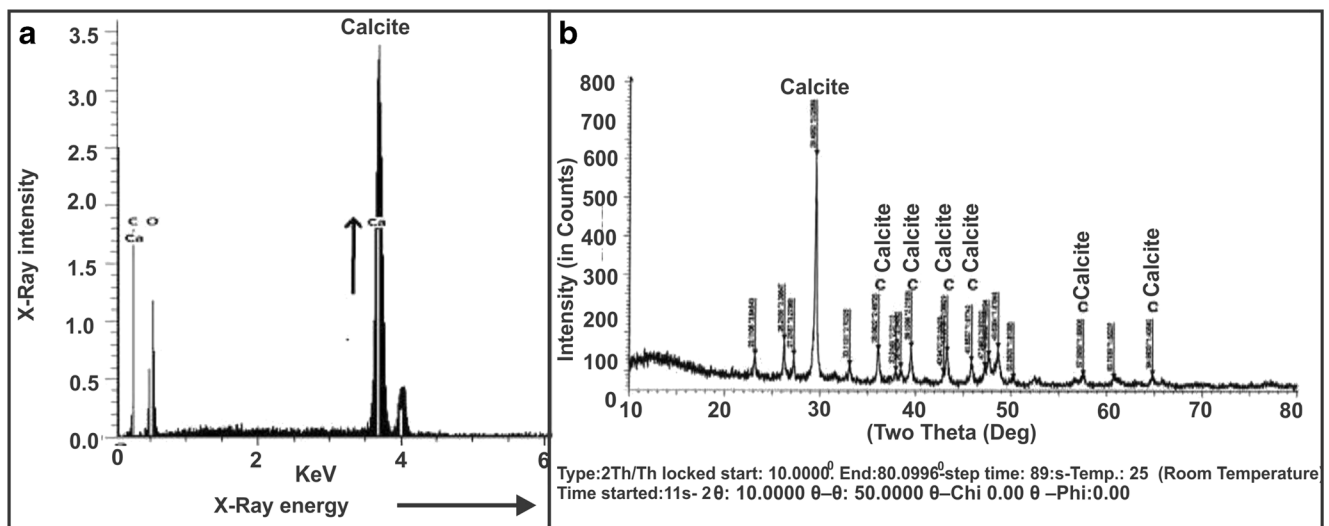 a
Calcite
3.5
3.0
2.5
2.0
1.5
1.0
0.5
0.0
X-Ray intensity
C O
Ca
Ca
0 2 4 6
KeV
X-Ray energy
b
Calcite
800
700
600
500
400
300
200
100
0
Intensity (in Counts)
C Calcite
C Calcite
C Calcite
C Calcite
C Calcite
C Calcite
10 20 30 40 50 60 70 80
(Two Theta (Deg)
Type:2Th/Th locked start: 10.0000⁰. End:80.0996⁰-step time: 89:s-Temp.: 25 (Room Temperature
Time started:11s- 2θ: 10.0000 θ–θ: 50.0000 θ–Chi 0.00 θ –Phi:0.00